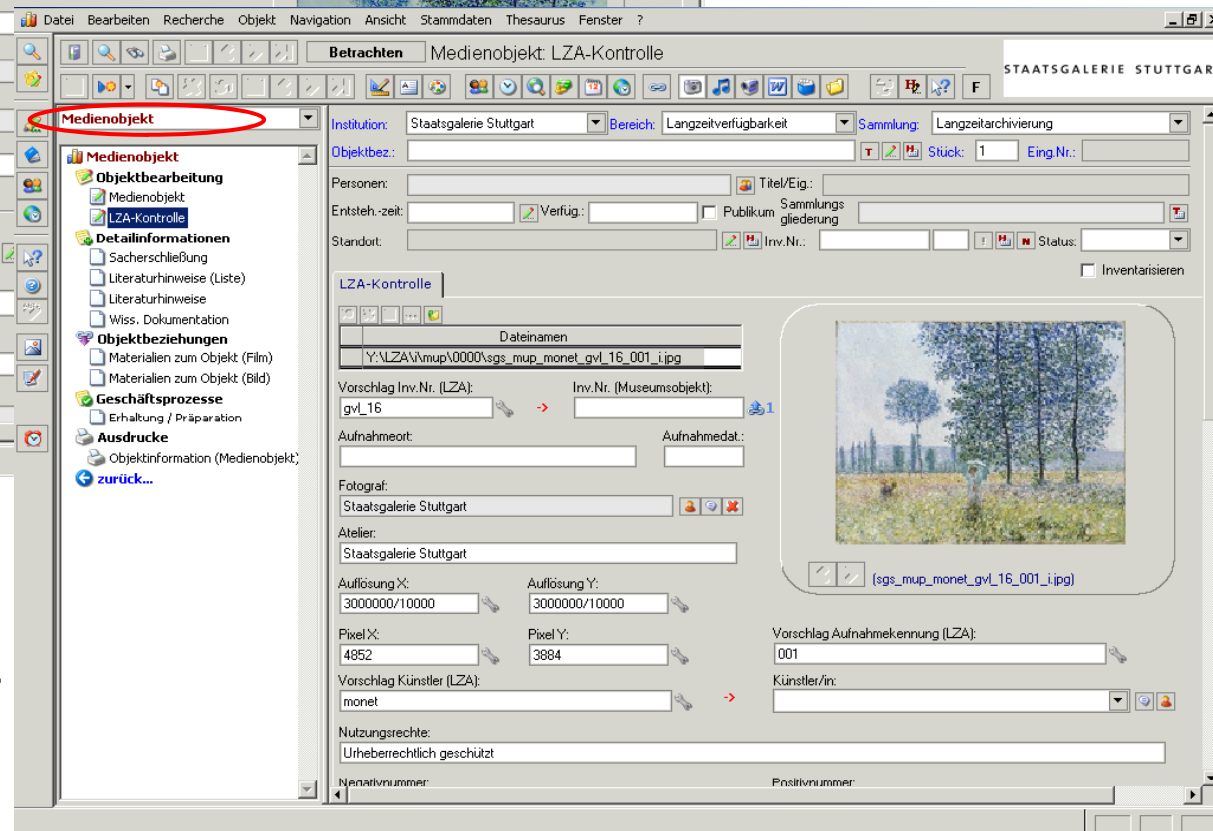 Datei Bearbeiten Recherche Objekt Navigation Ansicht Stammdaten Thesaurus Fenster ?
Betrachten Medienobjekt: LZA-Kontrolle
STAATSGALERIE STUTTGAR
F
Medienobjekt
Institution: Staatsgalerie Stuttgart Bereich: Langzeitverfügbarkeit Sammlung: Langzeitarchivierung
Objektbez.: T Stück: 1 Eing.Nr.:
Personen: Titel/Eig.:
Entsteh.-zeit: Verfüg.: Publikum Sammlungs gliederung
Standort: Inv.Nr.: Status:
Inventarisieren
Medienobjekt
Objektbearbeitung
Medienobjekt
LZA-Kontrolle
Detailinformationen
Sacherschließung
Literaturhinweise (Liste)
Literaturhinweise
Wiss. Dokumentation
Objektbeziehungen
Materialien zum Objekt (Film)
Materialien zum Objekt (Bild)
Geschäftsprozesse
Erhaltung / Präparation
Ausdrucke
Objektinformation (Medienobjekt)
zurück...
LZA-Kontrolle
Dateinamen
Y:\LZA\i\mup\0000\sgs_mup_monet_gvl_16_001_i.jpg
Vorschlag Inv.Nr. (LZA): Inv.Nr. (Museumsobjekt):
gvl_16 -> 1
Aufnahmeort: Aufnahmedat.:
Fotograf:
Staatsgalerie Stuttgart
Atelier:
Staatsgalerie Stuttgart
(sgs_mup_monet_gvl_16_001_i.jpg)
Auflösung X: Auflösung Y:
3000000/10000 3000000/10000
Pixel X: Pixel Y: Vorschlag Aufnahmekennung (LZA):
4852 3884 001
Vorschlag Künstler (LZA): Künstler/in:
monet ->
Nutzungsrechte:
Urheberrechtlich geschützt
Negativnummer: Positivnummer: